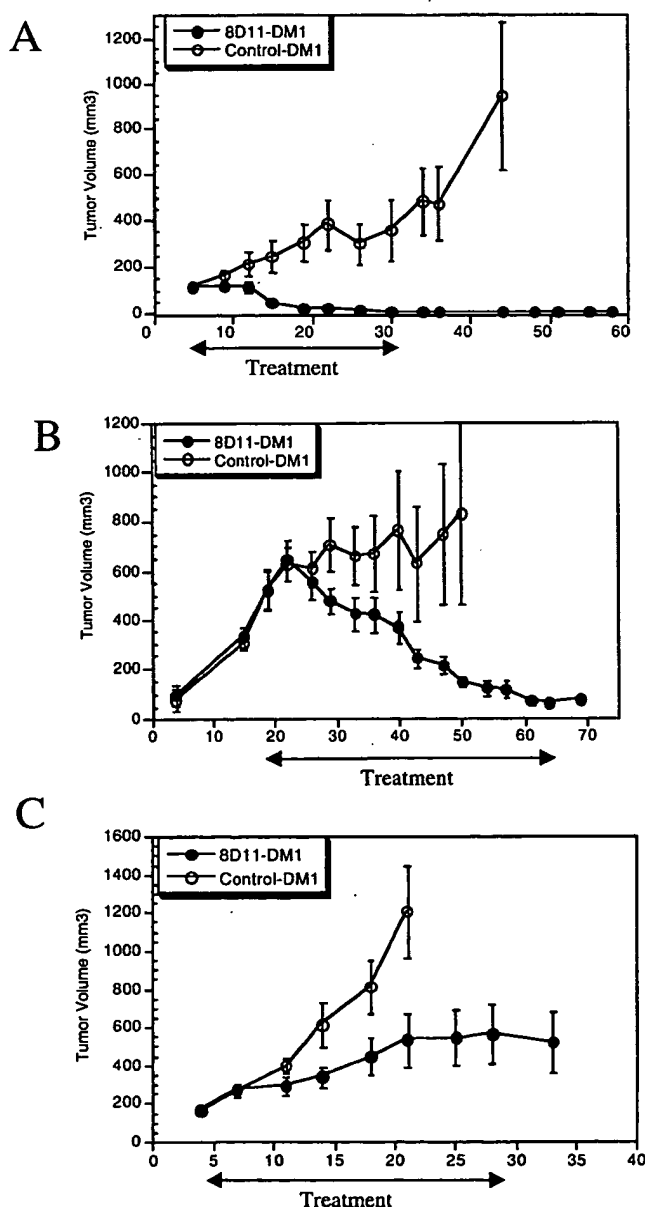 A
8D11-DM1
Control-DM1
Tumor Volume (mm3)
1200
1000
800
600
400
200
0
0 10 20 30 40 50 60
Treatment
B
8D11-DM1
Control-DM1
Tumor Volume (mm3)
1200
1000
800
600
400
200
0
0 10 20 30 40 50 60 70
Treatment
C
8D11-DM1
Control-DM1
Tumor Volume (mm3)
1600
1400
1200
1000
800
600
400
200
0
0 5 10 15 20 25 30 35 40
Treatment